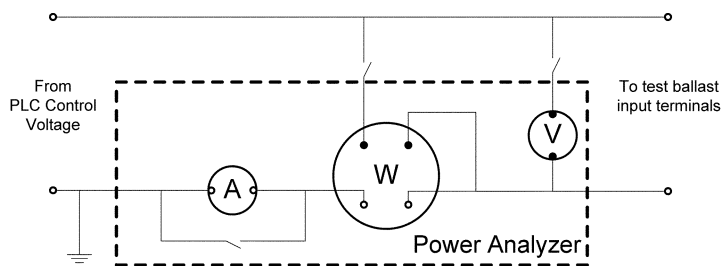 From
PLC Control
Voltage
To test ballast
input terminals
V
W
A
Power Analyzer